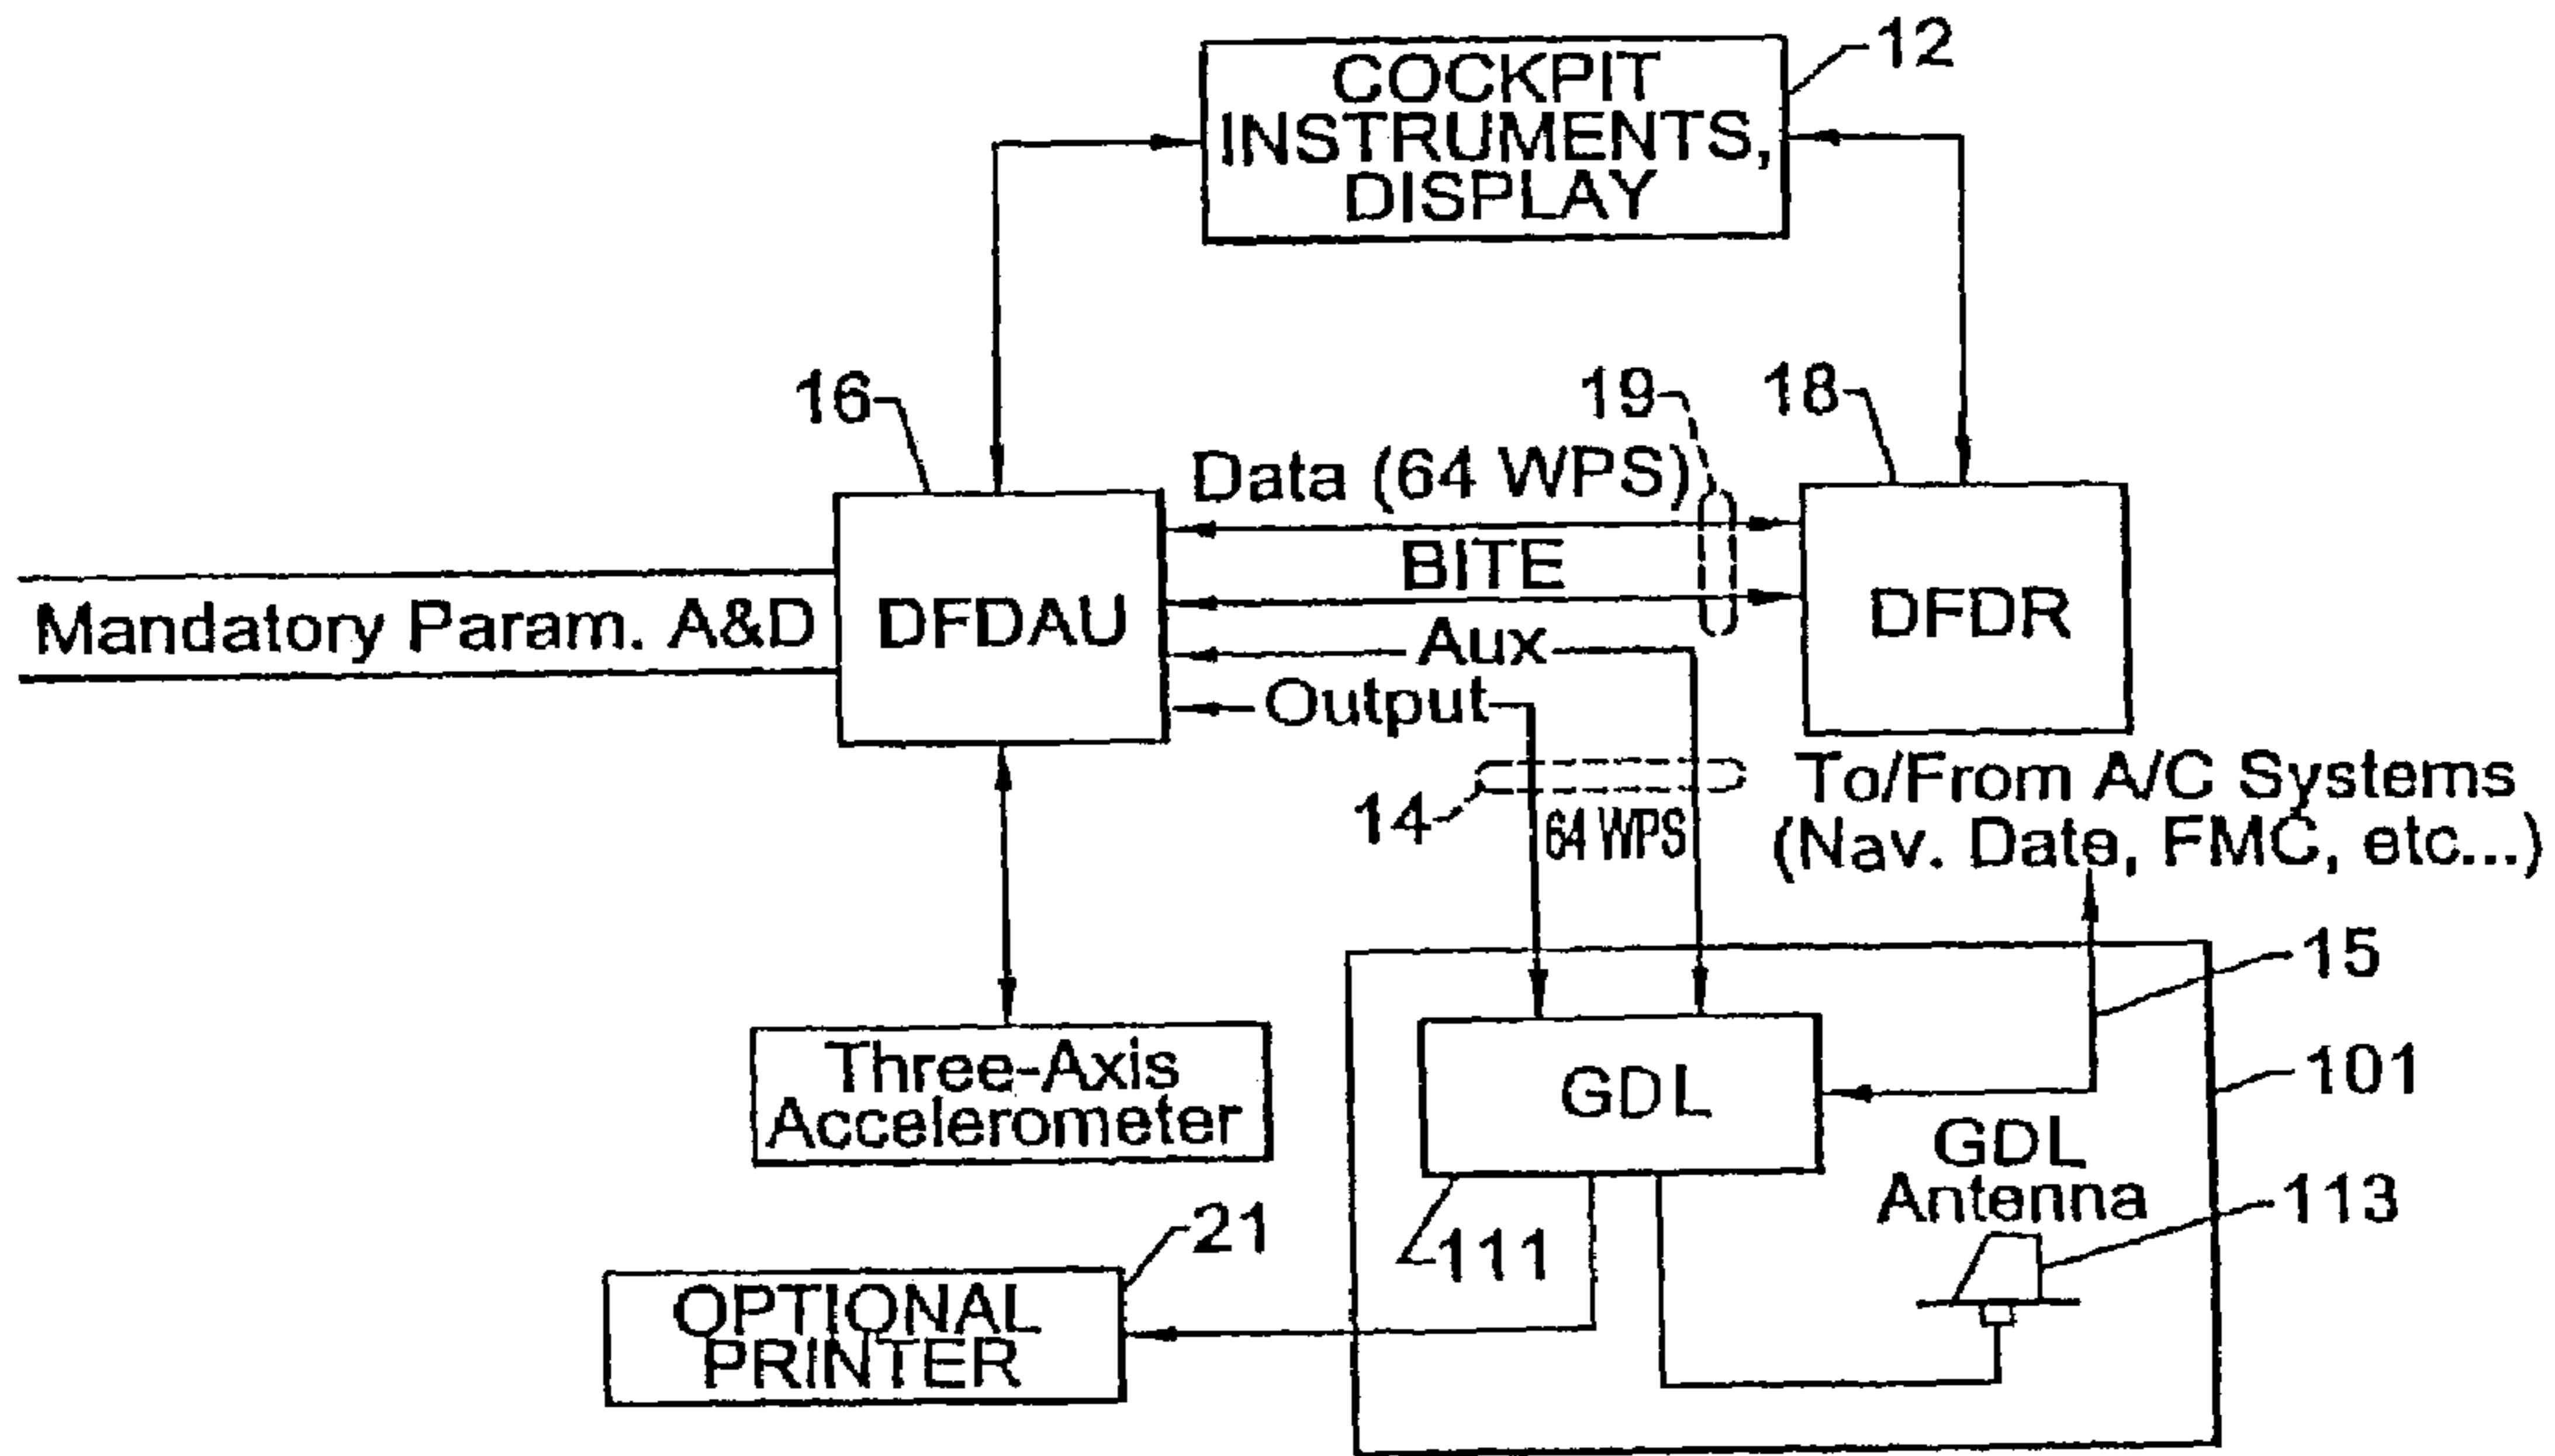 12
COCKPIT
INSTRUMENTS,
DISPLAY
16
19
18
Data (64 WPS)
BITE
Mandatory Param. A&D
DFDAU
DFDR
Aux
Output
14
64 WPS
To/From A/C Systems
(Nav. Date, FMC, etc...)
15
Three-Axis
Accelerometer
GDL
101
GDL
Antenna
113
111
21
OPTIONAL
PRINTER